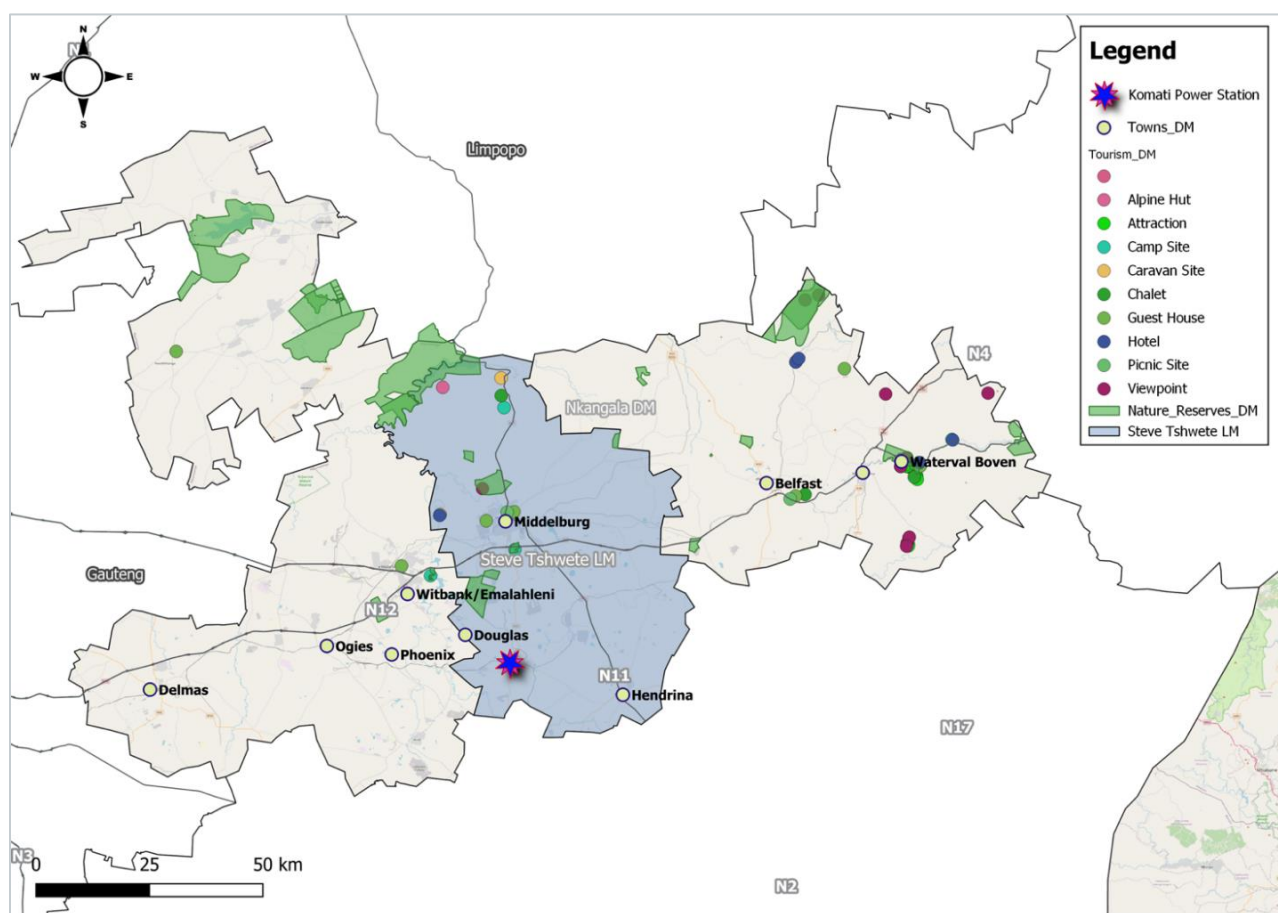 N
W
E
S
Limpopo
Nkangala DM
N4
Waterval Boven
Belfast
Middelburg
Steve Tshwete LM
Gauteng
Witbank/Emalahleni
N12
Douglas
Ogies
Phoenix
N11
Hendrina
Delmas
N17
N3
0 25 50 km
N2
Legend
Komati Power Station
Towns_DM
Tourism_DM
Alpine Hut
Attraction
Camp Site
Caravan Site
Chalet
Guest House
Hotel
Picnic Site
Viewpoint
Nature_Reserves_DM
Steve Tshwete LM